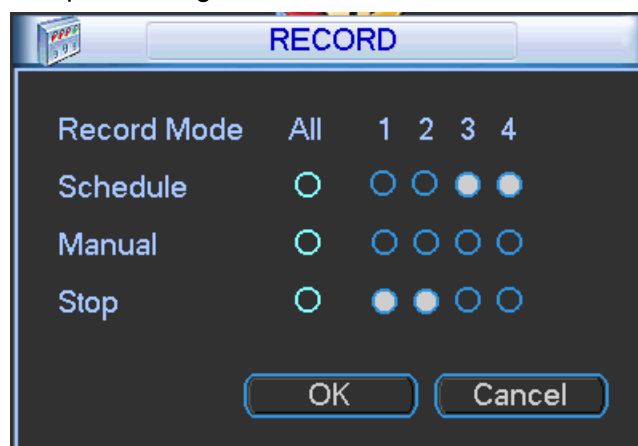 RECORD
Record Mode All 1 2 3 4
Schedule
Manual
Stop
OK Cancel